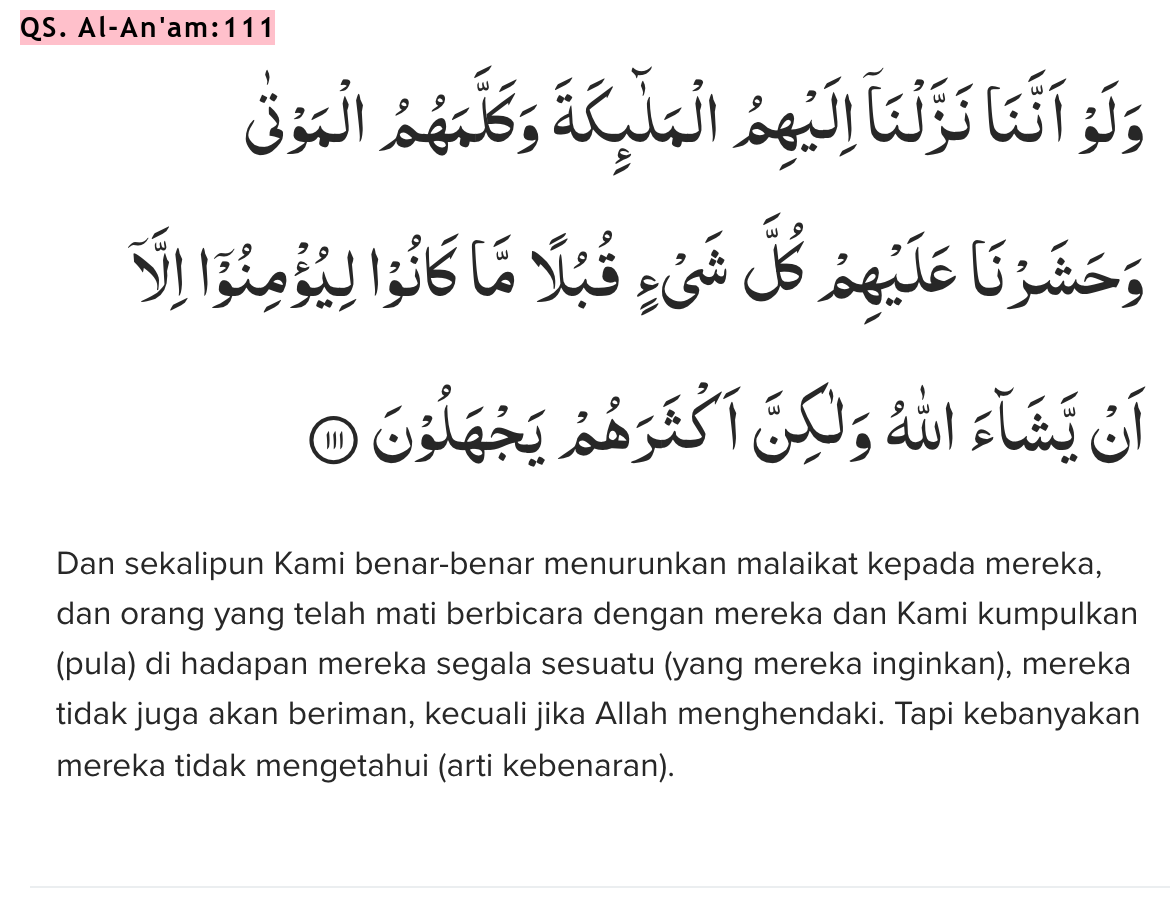 QS. Al-An'am:111
وَلَوْ اَنَّنَا نَزَّلْنَآ اِلَيْهِمُ الْمَلٰۤىِٕكَةَ وَكَلَّمَهُمُ الْمَوْتٰى
وَحَشَرْنَا عَلَيْهِمْ كُلَّ شَيْءٍ قُبُلًا مَّا كَانُوْا لِيُؤْمِنُوْٓا اِلَّآ
اَنْ يَّشَاۤءَ اللّٰهُ وَلٰكِنَّ اَكْثَرَهُمْ يَجْهَلُوْنَ ١١١
Dan sekalipun Kami benar-benar menurunkan malaikat kepada mereka,
dan orang yang telah mati berbicara dengan mereka dan Kami kumpulkan
(pula) di hadapan mereka segala sesuatu (yang mereka inginkan), mereka
tidak juga akan beriman, kecuali jika Allah menghendaki. Tapi kebanyakan
mereka tidak mengetahui (arti kebenaran).